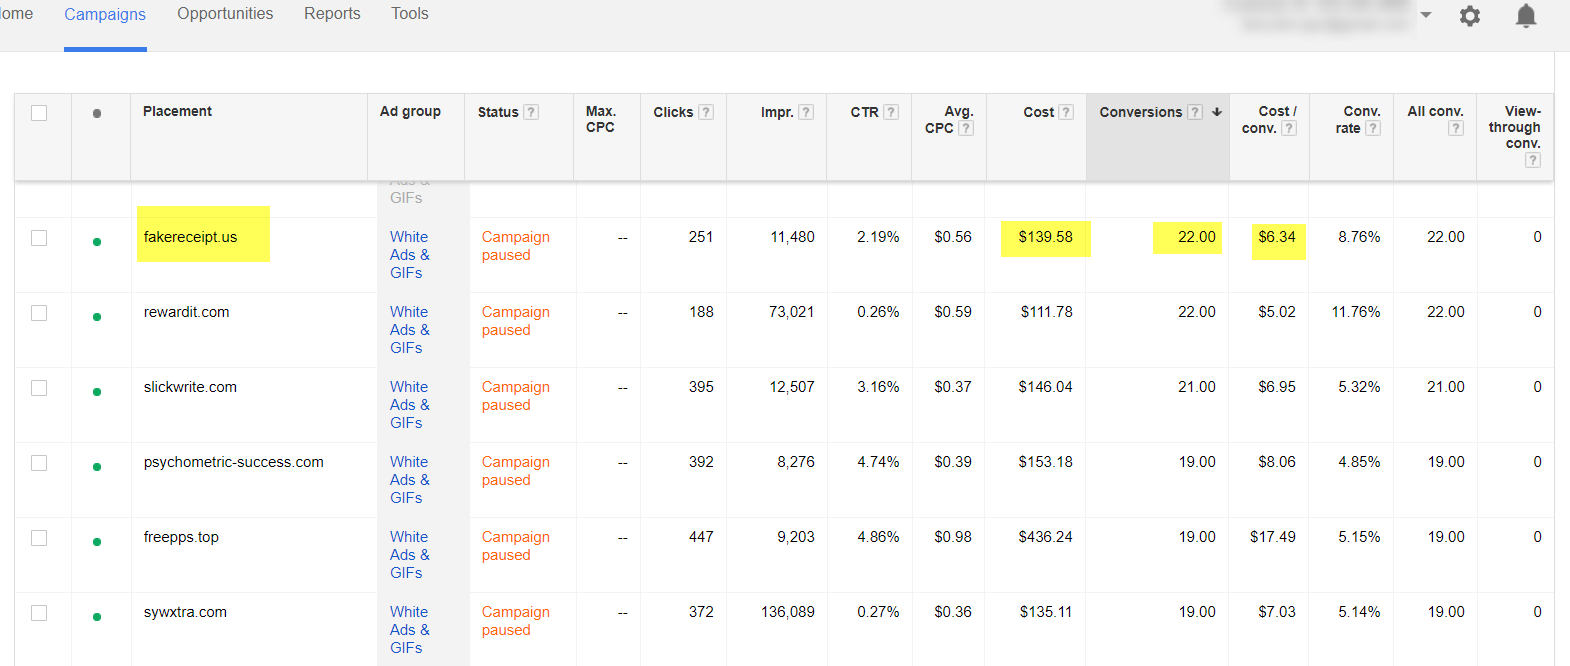 ome Campaigns Opportunities Reports Tools
Placement Ad group Status ? Max. CPC Clicks ? Impr. ? CTR ? Avg. CPC ? Cost ? Conversions ? ↓ Cost / conv. ? Conv. rate ? All conv. ? View-through conv. ?
Ads &
GIFs
fakereceipt.us White Campaign -- 251 11,480 2.19% $0.56 $139.58 22.00 $6.34 8.76% 22.00 0
Ads & paused
GIFs
rewardit.com White Campaign -- 188 73,021 0.26% $0.59 $111.78 22.00 $5.02 11.76% 22.00 0
Ads & paused
GIFs
slickwrite.com White Campaign -- 395 12,507 3.16% $0.37 $146.04 21.00 $6.95 5.32% 21.00 0
Ads & paused
GIFs
psychometric-success.com White Campaign -- 392 8,276 4.74% $0.39 $153.18 19.00 $8.06 4.85% 19.00 0
Ads & paused
GIFs
freepps.top White Campaign -- 447 9,203 4.86% $0.98 $436.24 19.00 $17.49 5.15% 19.00 0
Ads & paused
GIFs
sywxtra.com White Campaign -- 372 136,089 0.27% $0.36 $135.11 19.00 $7.03 5.14% 19.00 0
Ads & paused
GIFs